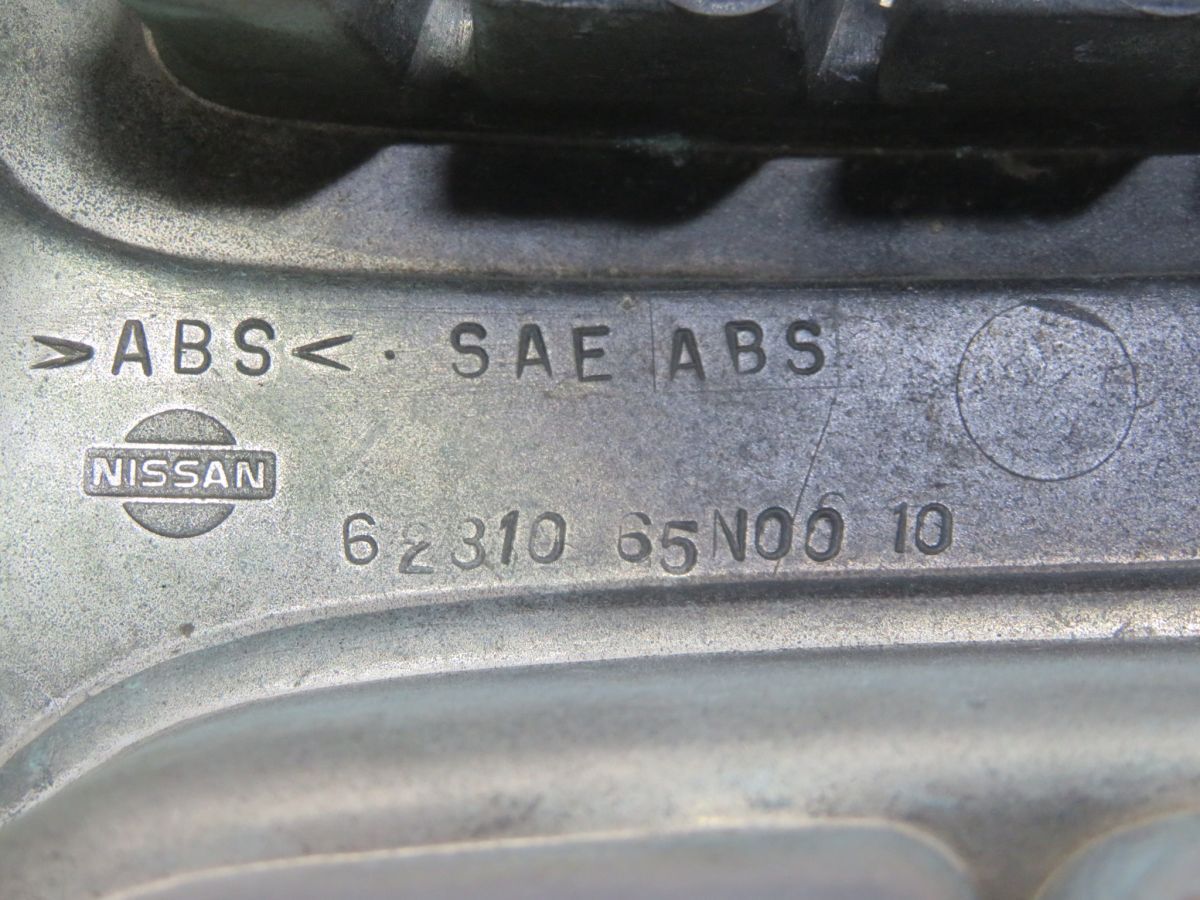 >ABS< · SAE ABS
NISSAN
62310 65N00 10